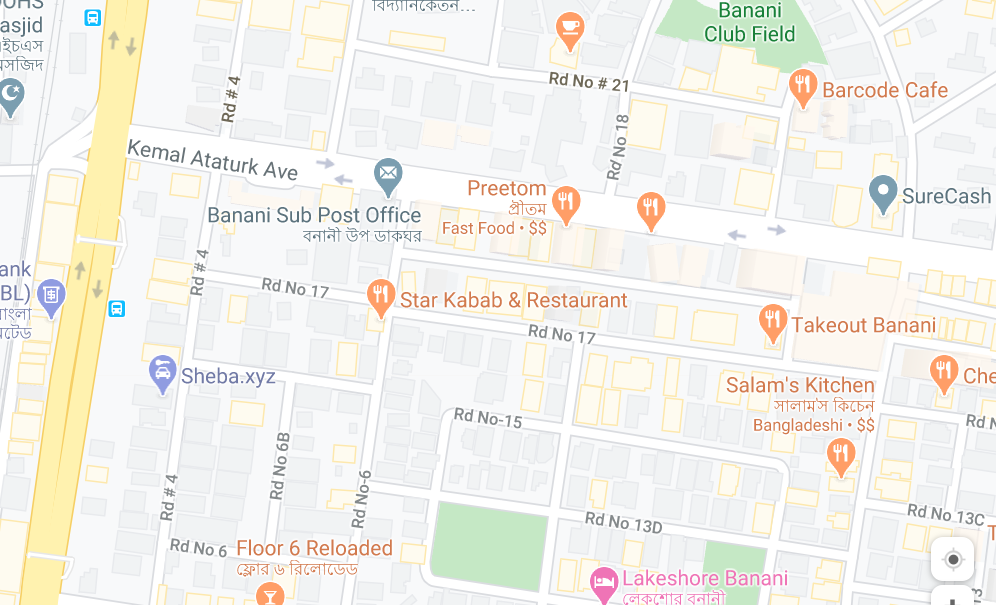 বিদ্যানিকেতন...
Banani
Club Field
Rd No # 21
Barcode Cafe
Rd # 4
Rd No 18
Kemal Ataturk Ave
Preetom
প্রীতম
Fast Food • $$
SureCash
Banani Sub Post Office
বনানী উপ ডাকঘর
Rd # 4
Rd No 17
Star Kabab & Restaurant
Rd No 17
Takeout Banani
Sheba.xyz
Salam's Kitchen
সালাম'স কিচেন
Bangladeshi • $$
Rd No-15
Rd No 6B
Rd No-6
Rd # 4
Rd No 13D
Rd No 13C
Rd No 6
Floor 6 Reloaded
ফ্লোর ৬ রিলোডেড
Lakeshore Banani
লেকশোর বনানী